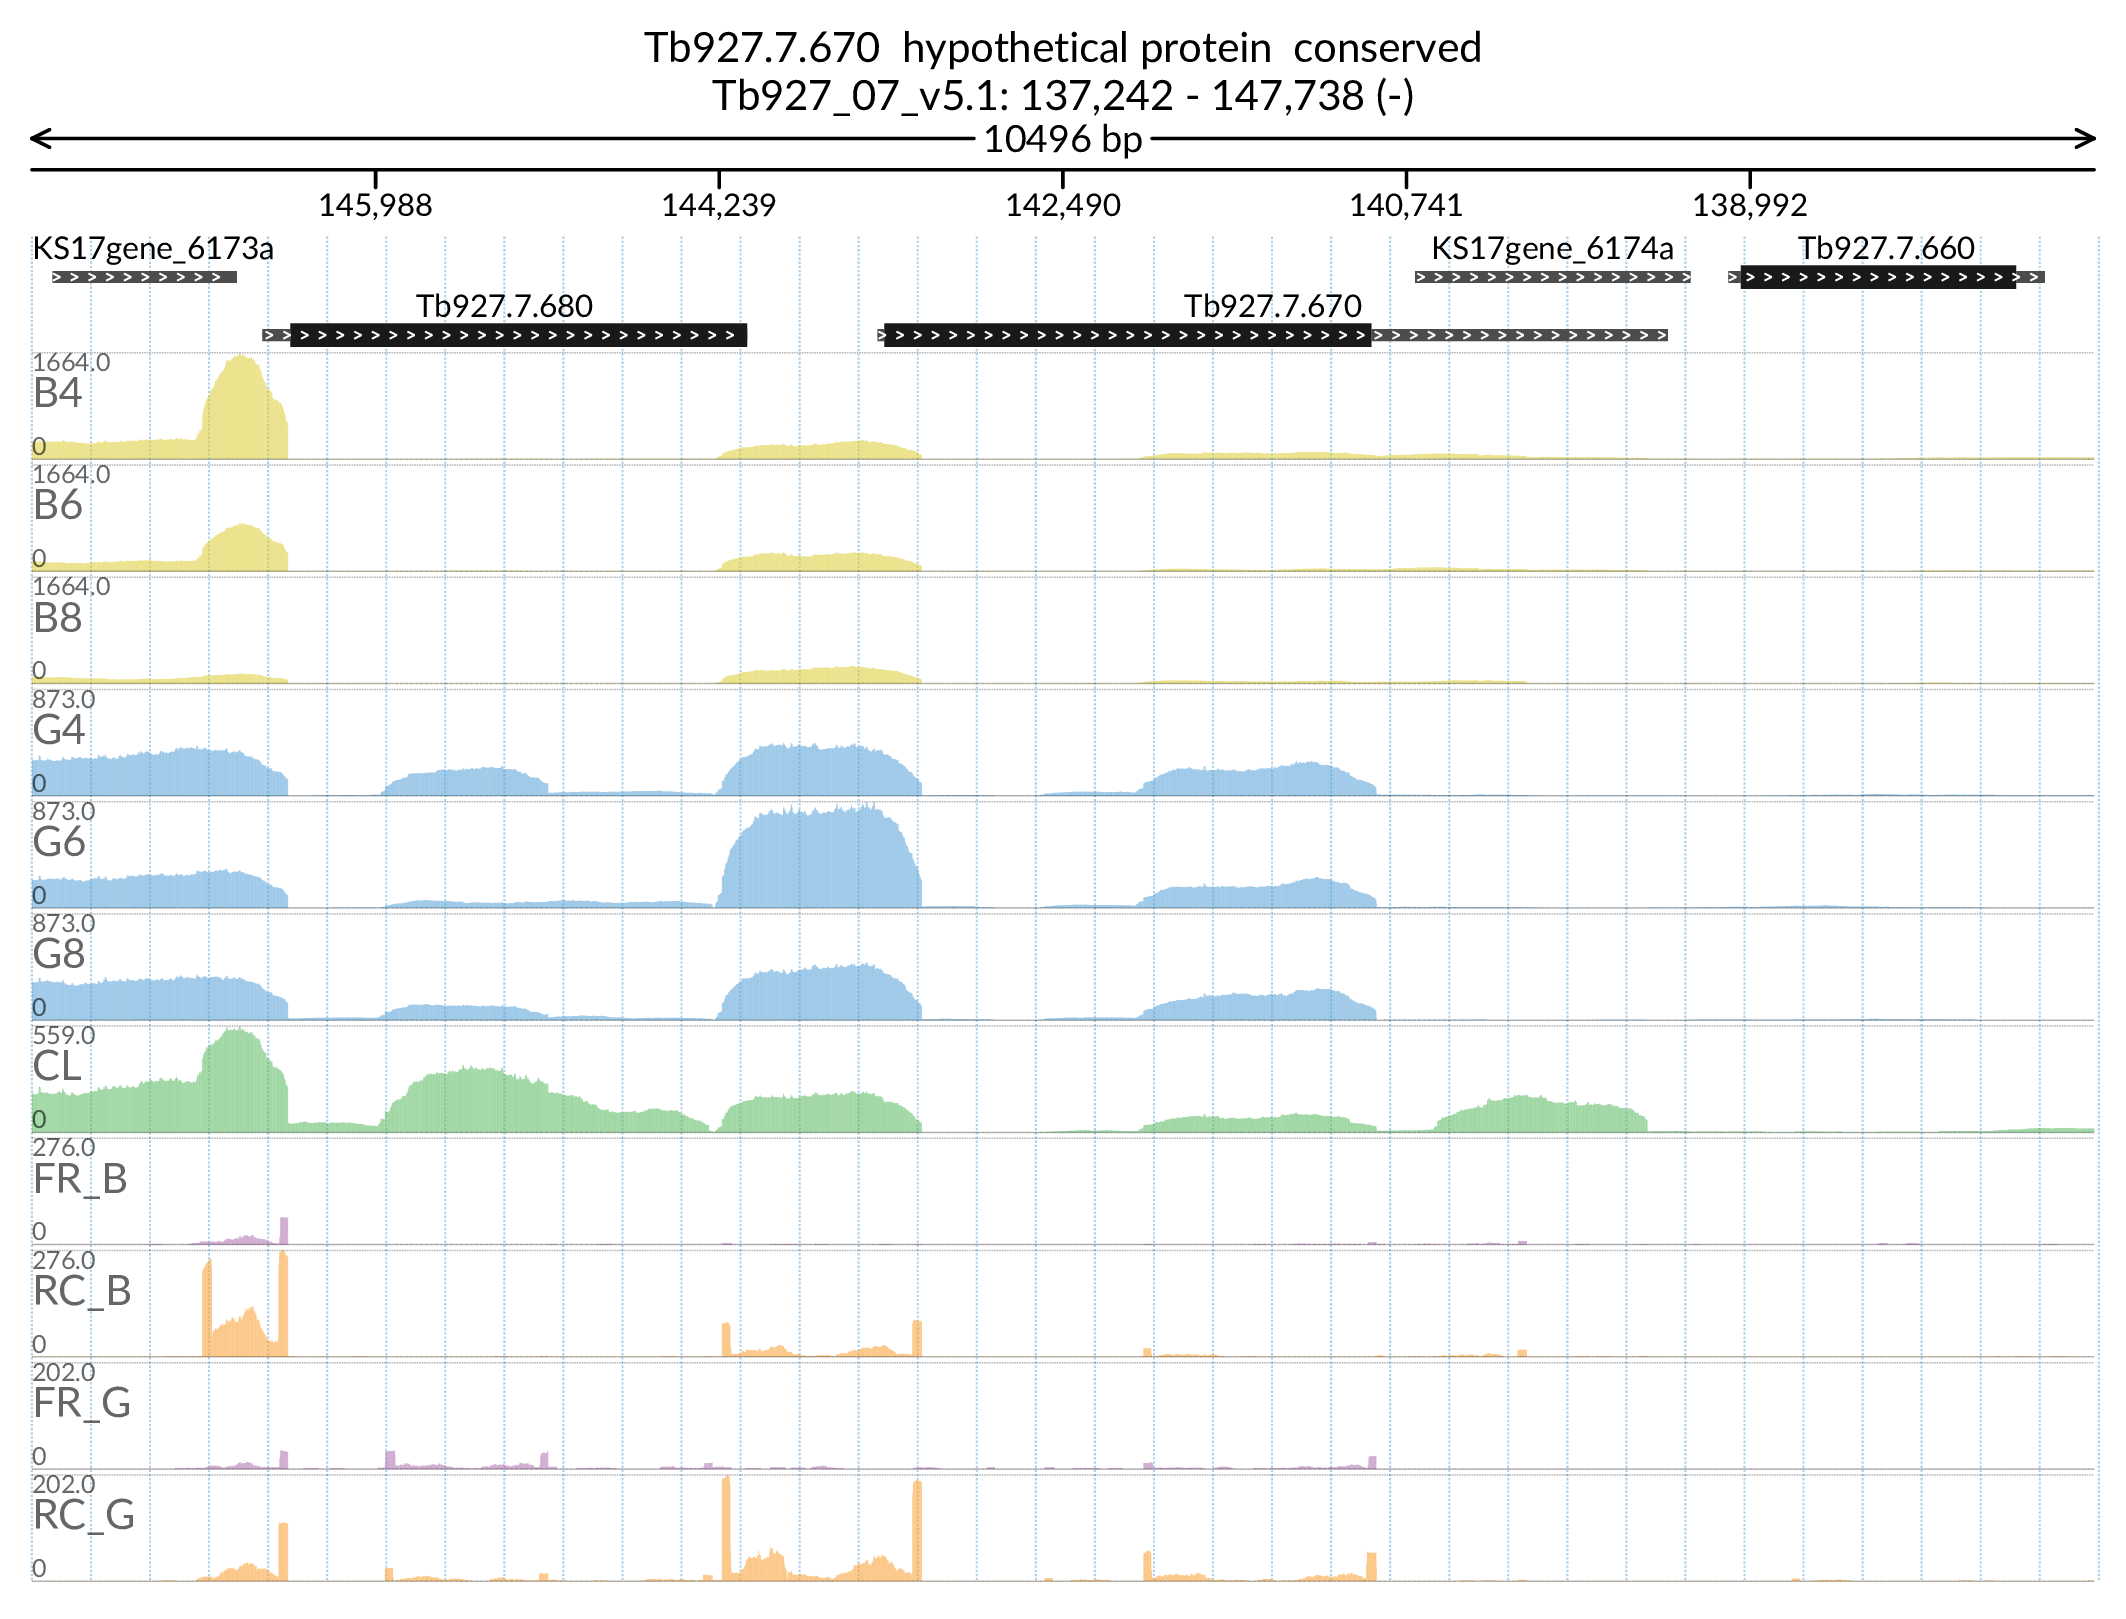 Tb927.7.670  hypothetical protein  conserved
Tb927_07_v5.1: 137,242 - 147,738 (-)
10496 bp
145,988 144,239 142,490 140,741 138,992
KS17gene_6173a KS17gene_6174a Tb927.7.660
Tb927.7.680 Tb927.7.670
1664.0
B4
0
1664.0
B6
0
1664.0
B8
0
873.0
G4
0
873.0
G6
0
873.0
G8
0
559.0
CL
0
276.0
FR_B
0
276.0
RC_B
0
202.0
FR_G
0
202.0
RC_G
0